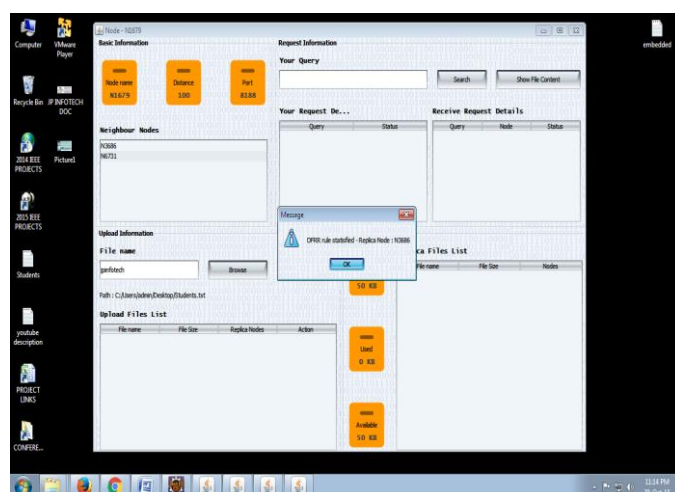 Computer
VMware
Player
Recycle Bin
JP INFOTECH
DOC
2014 IEEE
PROJECTS
Picture1
2015 IEEE
PROJECTS
Students
youtube
description
PROJECT
LINKS
CONFERE...
embedded
Node - N1679
Basic Information
Node name
N1679
Distance
100
Port
8188
Neighbour Nodes
N3686
N6731
Request Information
Your Query
Search
Show File Content
Your Request De...
Query
Status
Receive Request Details
Query
Node
Status
Message
OFRR rule statisfied - Replica Node : N3686
OK
Upload Information
File name
Browse
Path : C:/Users/admin/Desktop/Students.txt
Upload Files List
File name
File Size
Replica Nodes
Action
50 KB
Used
0 KB
Available
50 KB
ca Files List
File name
File Size
Nodes
11:14 PM